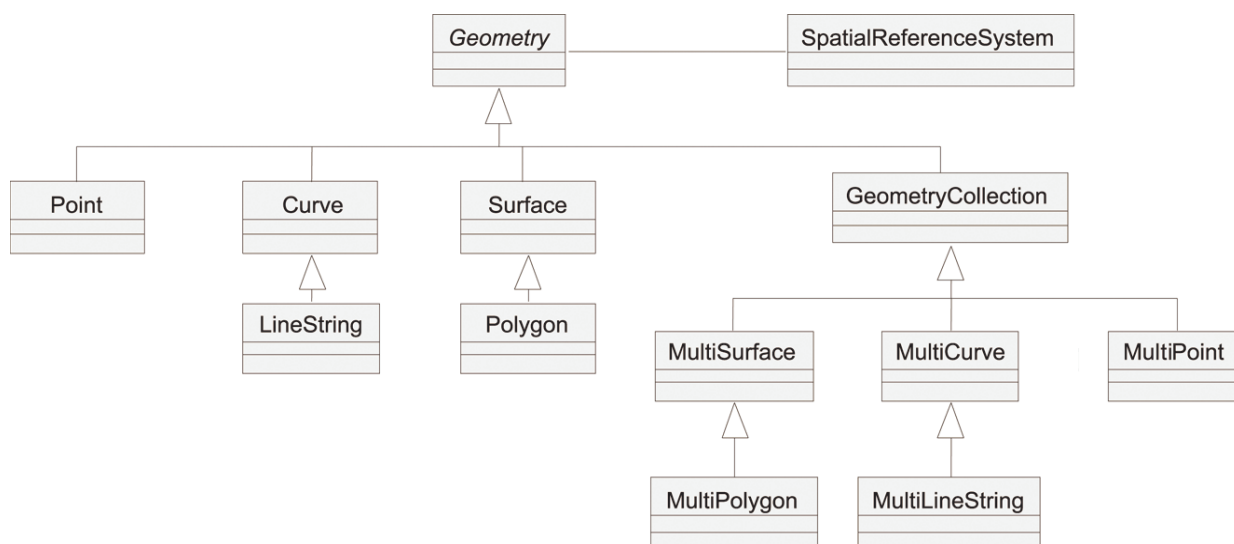 Geometry
SpatialReferenceSystem
Point
Curve
Surface
GeometryCollection
LineString
Polygon
MultiSurface
MultiCurve
MultiPoint
MultiPolygon
MultiLineString